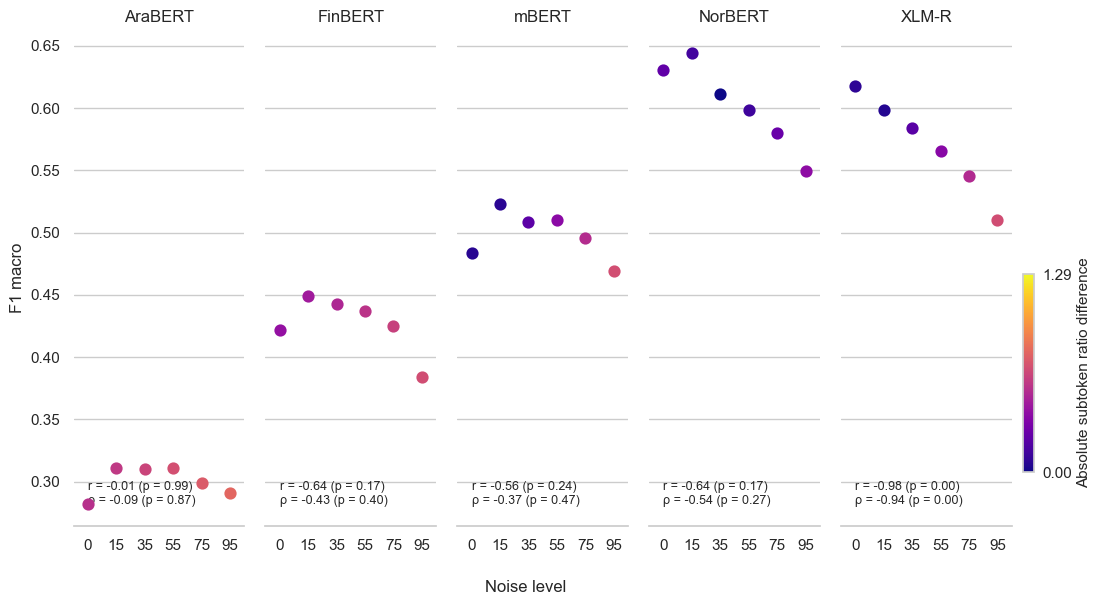 AraBERT FinBERT mBERT NorBERT XLM-R
0.65
0.60
0.55
0.50
0.45
0.40
0.35
0.30
F1 macro
r = -0.01 (p = 0.99)
ρ = -0.09 (p = 0.87)
r = -0.64 (p = 0.17)
ρ = -0.43 (p = 0.40)
r = -0.56 (p = 0.24)
ρ = -0.37 (p = 0.47)
r = -0.64 (p = 0.17)
ρ = -0.54 (p = 0.27)
r = -0.98 (p = 0.00)
ρ = -0.94 (p = 0.00)
0 15 35 55 75 95 0 15 35 55 75 95 0 15 35 55 75 95 0 15 35 55 75 95 0 15 35 55 75 95
Noise level
1.29
0.00
Absolute subtoken ratio difference